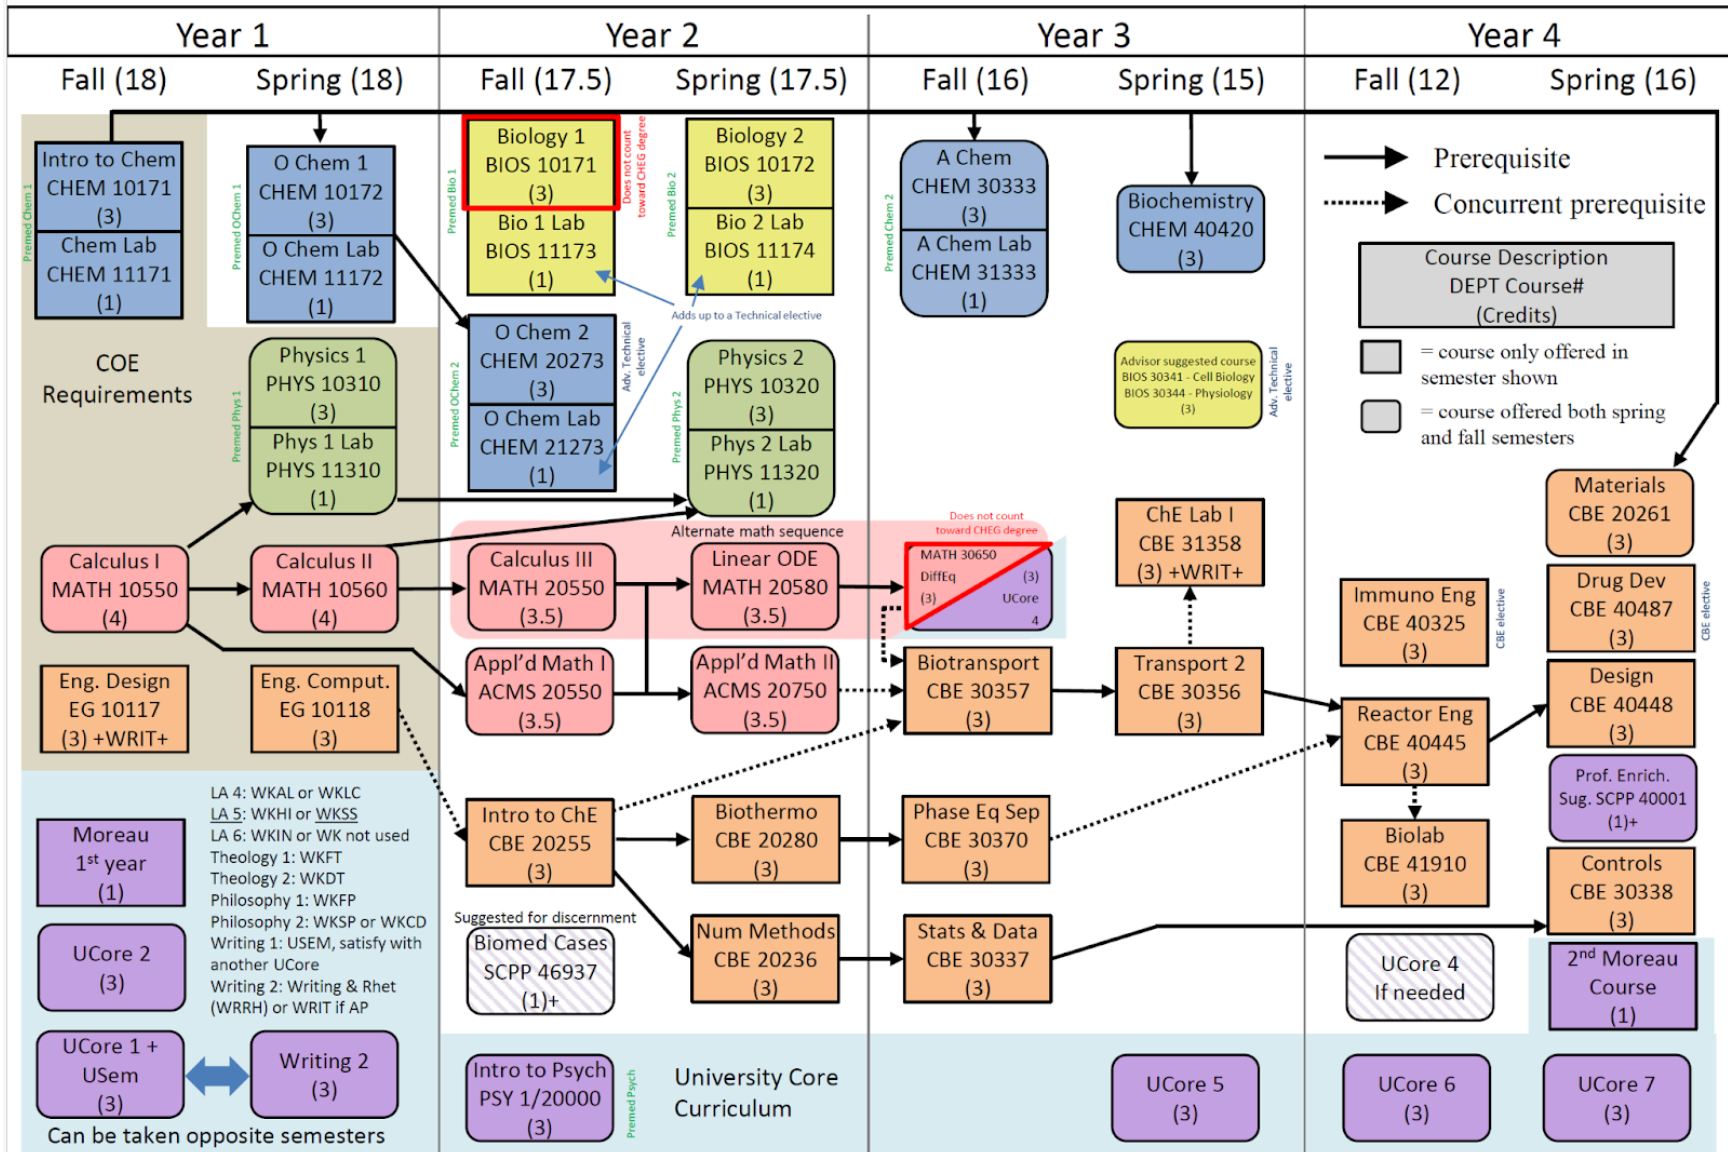 Year 1
Year 2
Year 3
Year 4
Fall (18)
Spring (18)
Fall (17.5)
Spring (17.5)
Fall (16)
Spring (15)
Fall (12)
Spring (16)
Premed Chem 1
Intro to Chem
CHEM 10171
(3)
Chem Lab
CHEM 11171
(1)
COE
Requirements
Premed OChem 1
O Chem 1
CHEM 10172
(3)
O Chem Lab
CHEM 11172
(1)
Premed Phys 1
Physics 1
PHYS 10310
(3)
Phys 1 Lab
PHYS 11310
(1)
Calculus I
MATH 10550
(4)
Calculus II
MATH 10560
(4)
Eng. Design
EG 10117
(3) +WRIT+
Eng. Comput.
EG 10118
(3)
Moreau
1st year
(1)
UCore 2
(3)
UCore 1 +
USem
(3)
Writing 2
(3)
Can be taken opposite semesters
LA 4: WKAL or WKLC
LA 5: WKHI or WKSS
LA 6: WKIN or WK not used
Theology 1: WKFT
Theology 2: WKDT
Philosophy 1: WKFP
Philosophy 2: WKSP or WKCD
Writing 1: USEM, satisfy with
another UCore
Writing 2: Writing & Rhet
(WRRH) or WRIT if AP
Premed Bio 1
Biology 1
BIOS 10171
(3)
Bio 1 Lab
BIOS 11173
(1)
Does not count
toward CHEG degree
Premed Bio 2
Biology 2
BIOS 10172
(3)
Bio 2 Lab
BIOS 11174
(1)
Adds up to a Technical elective
Premed OChem 2
O Chem 2
CHEM 20273
(3)
O Chem Lab
CHEM 21273
(1)
Adv. Technical
elective
Premed Phys 2
Physics 2
PHYS 10320
(3)
Phys 2 Lab
PHYS 11320
(1)
Alternate math sequence
Calculus III
MATH 20550
(3.5)
Linear ODE
MATH 20580
(3.5)
Appl'd Math I
ACMS 20550
(3.5)
Appl'd Math II
ACMS 20750
(3.5)
Intro to ChE
CBE 20255
(3)
Biothermo
CBE 20280
(3)
Suggested for discernment
Biomed Cases
SCPP 46937
(1)+
Num Methods
CBE 20236
(3)
Intro to Psych
PSY 1/20000
(3)
Premed Psych
University Core
Curriculum
Premed Chem 2
A Chem
CHEM 30333
(3)
A Chem Lab
CHEM 31333
(1)
Biochemistry
CHEM 40420
(3)
Advisor suggested course
BIOS 30341 - Cell Biology
BIOS 30344 - Physiology
(3)
Adv. Technical
elective
Does not count
toward CHEG degree
MATH 30650
DiffEq
(3)
(3)
UCore
4
ChE Lab I
CBE 31358
(3) +WRIT+
Biotransport
CBE 30357
(3)
Transport 2
CBE 30356
(3)
Phase Eq Sep
CBE 30370
(3)
Stats & Data
CBE 30337
(3)
UCore 5
(3)
Prerequisite
Concurrent prerequisite
Course Description
DEPT Course#
(Credits)
= course only offered in
semester shown
= course offered both spring
and fall semesters
Immuno Eng
CBE 40325
(3)
CBE elective
Reactor Eng
CBE 40445
(3)
Biolab
CBE 41910
(3)
UCore 4
If needed
UCore 6
(3)
Materials
CBE 20261
(3)
Drug Dev
CBE 40487
(3)
CBE elective
Design
CBE 40448
(3)
Prof. Enrich.
Sug. SCPP 40001
(1)+
Controls
CBE 30338
(3)
2nd Moreau
Course
(1)
UCore 7
(3)